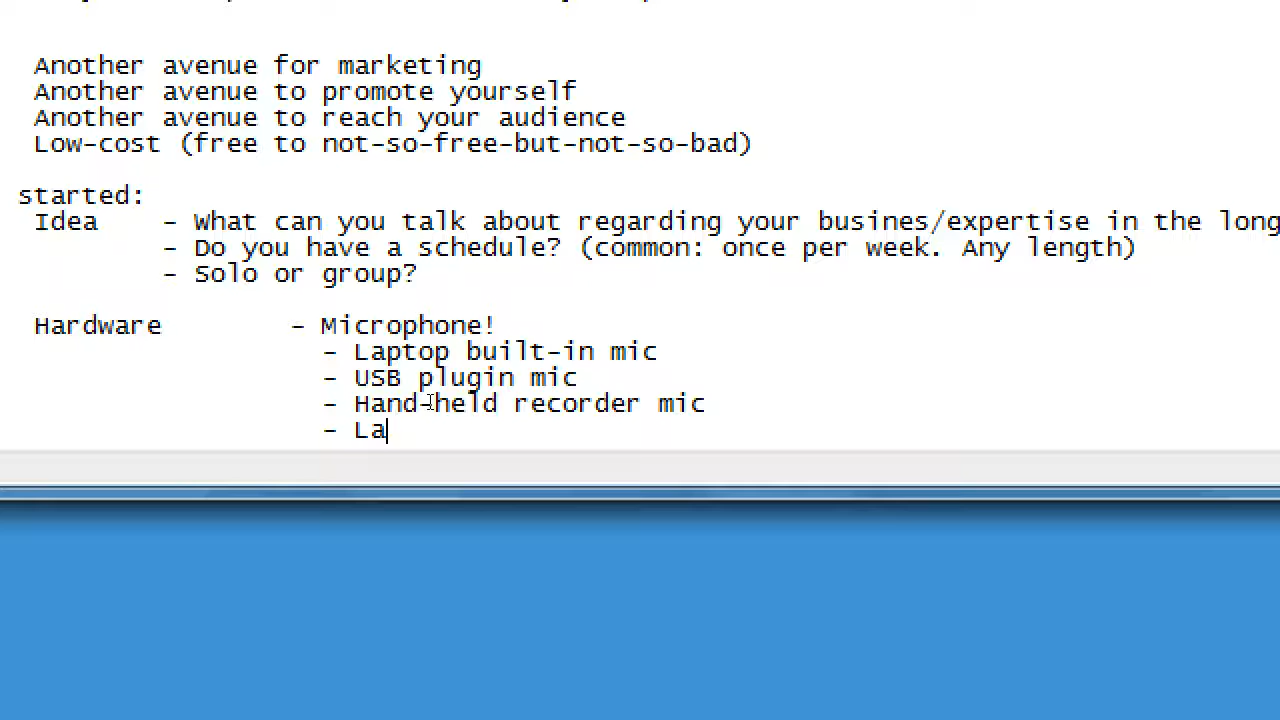 Another avenue for marketing
Another avenue to promote yourself
Another avenue to reach your audience
Low-cost (free to not-so-free-but-not-so-bad)
started:
Idea - What can you talk about regarding your busines/expertise in the long
- Do you have a schedule? (common: once per week. Any length)
- Solo or group?
Hardware - Microphone!
- Laptop built-in mic
- USB plugin mic
- Hand-held recorder mic
- La